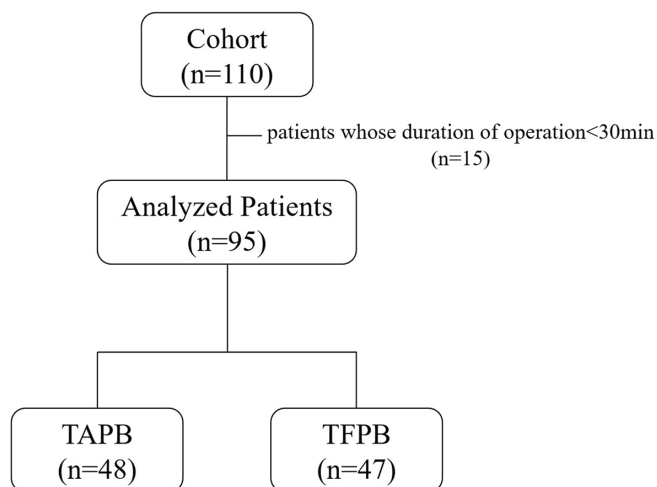 Cohort
(n=110)
patients whose duration of operation<30min
(n=15)
Analyzed Patients
(n=95)
TAPB
(n=48)
TFPB
(n=47)